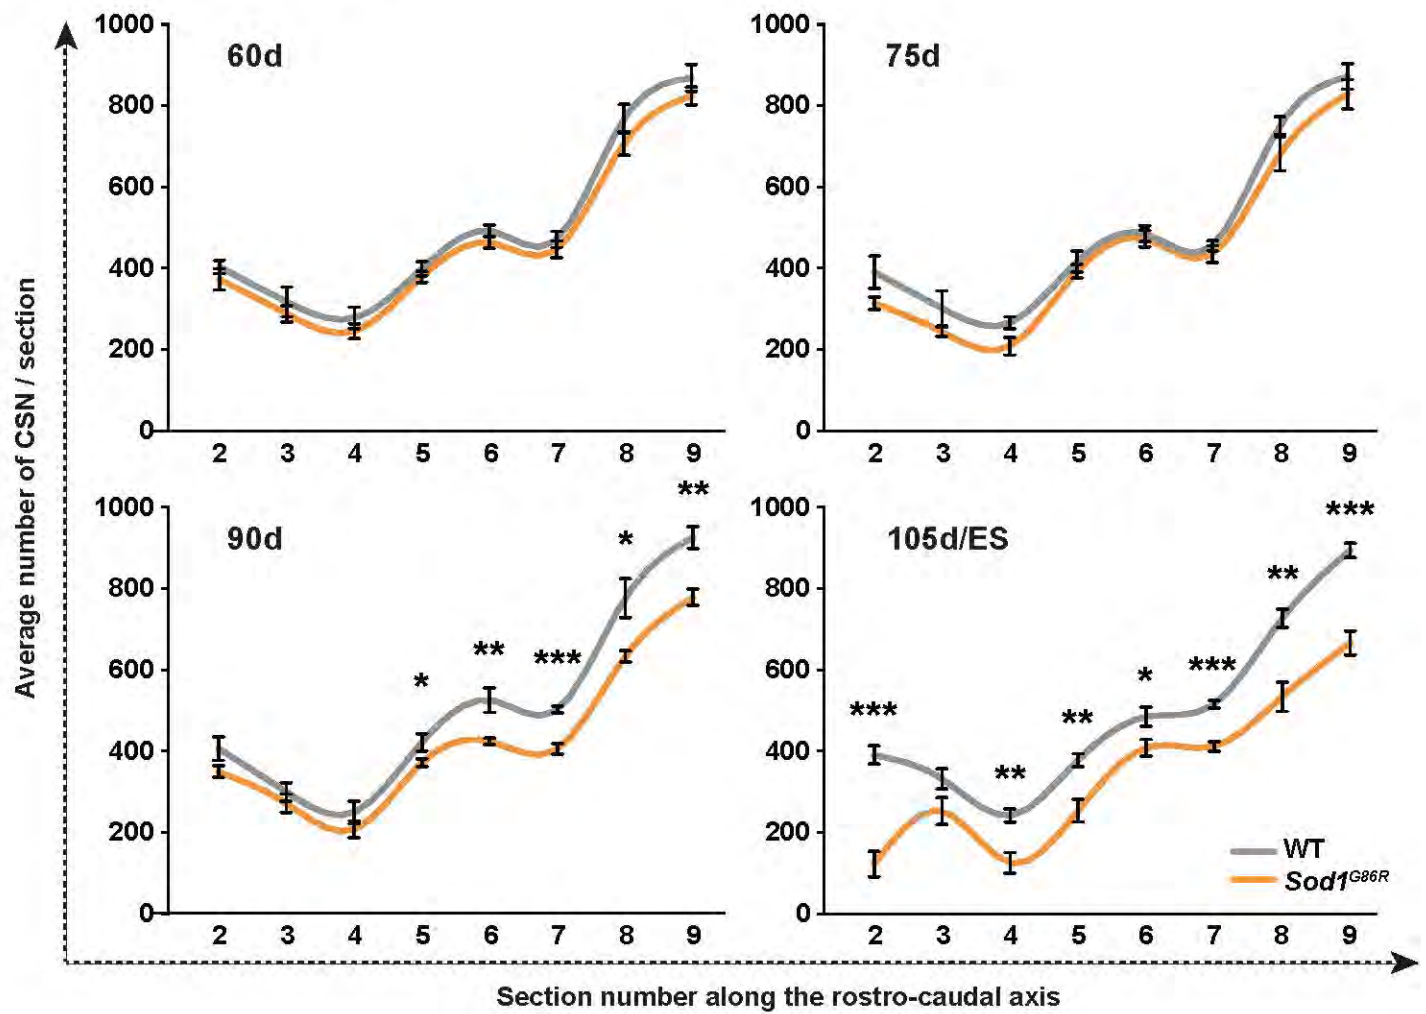 Average number of CSN / section
60d
1000
800
600
400
200
0
2 3 4 5 6 7 8 9
75d
1000
800
600
400
200
0
2 3 4 5 6 7 8 9
90d
1000
800
600
400
200
0
* ** *** * **
2 3 4 5 6 7 8 9
105d/ES
1000
800
600
400
200
0
*** ** ** * *** ** ***
WT
Sod1G86R
2 3 4 5 6 7 8 9
Section number along the rostro-caudal axis